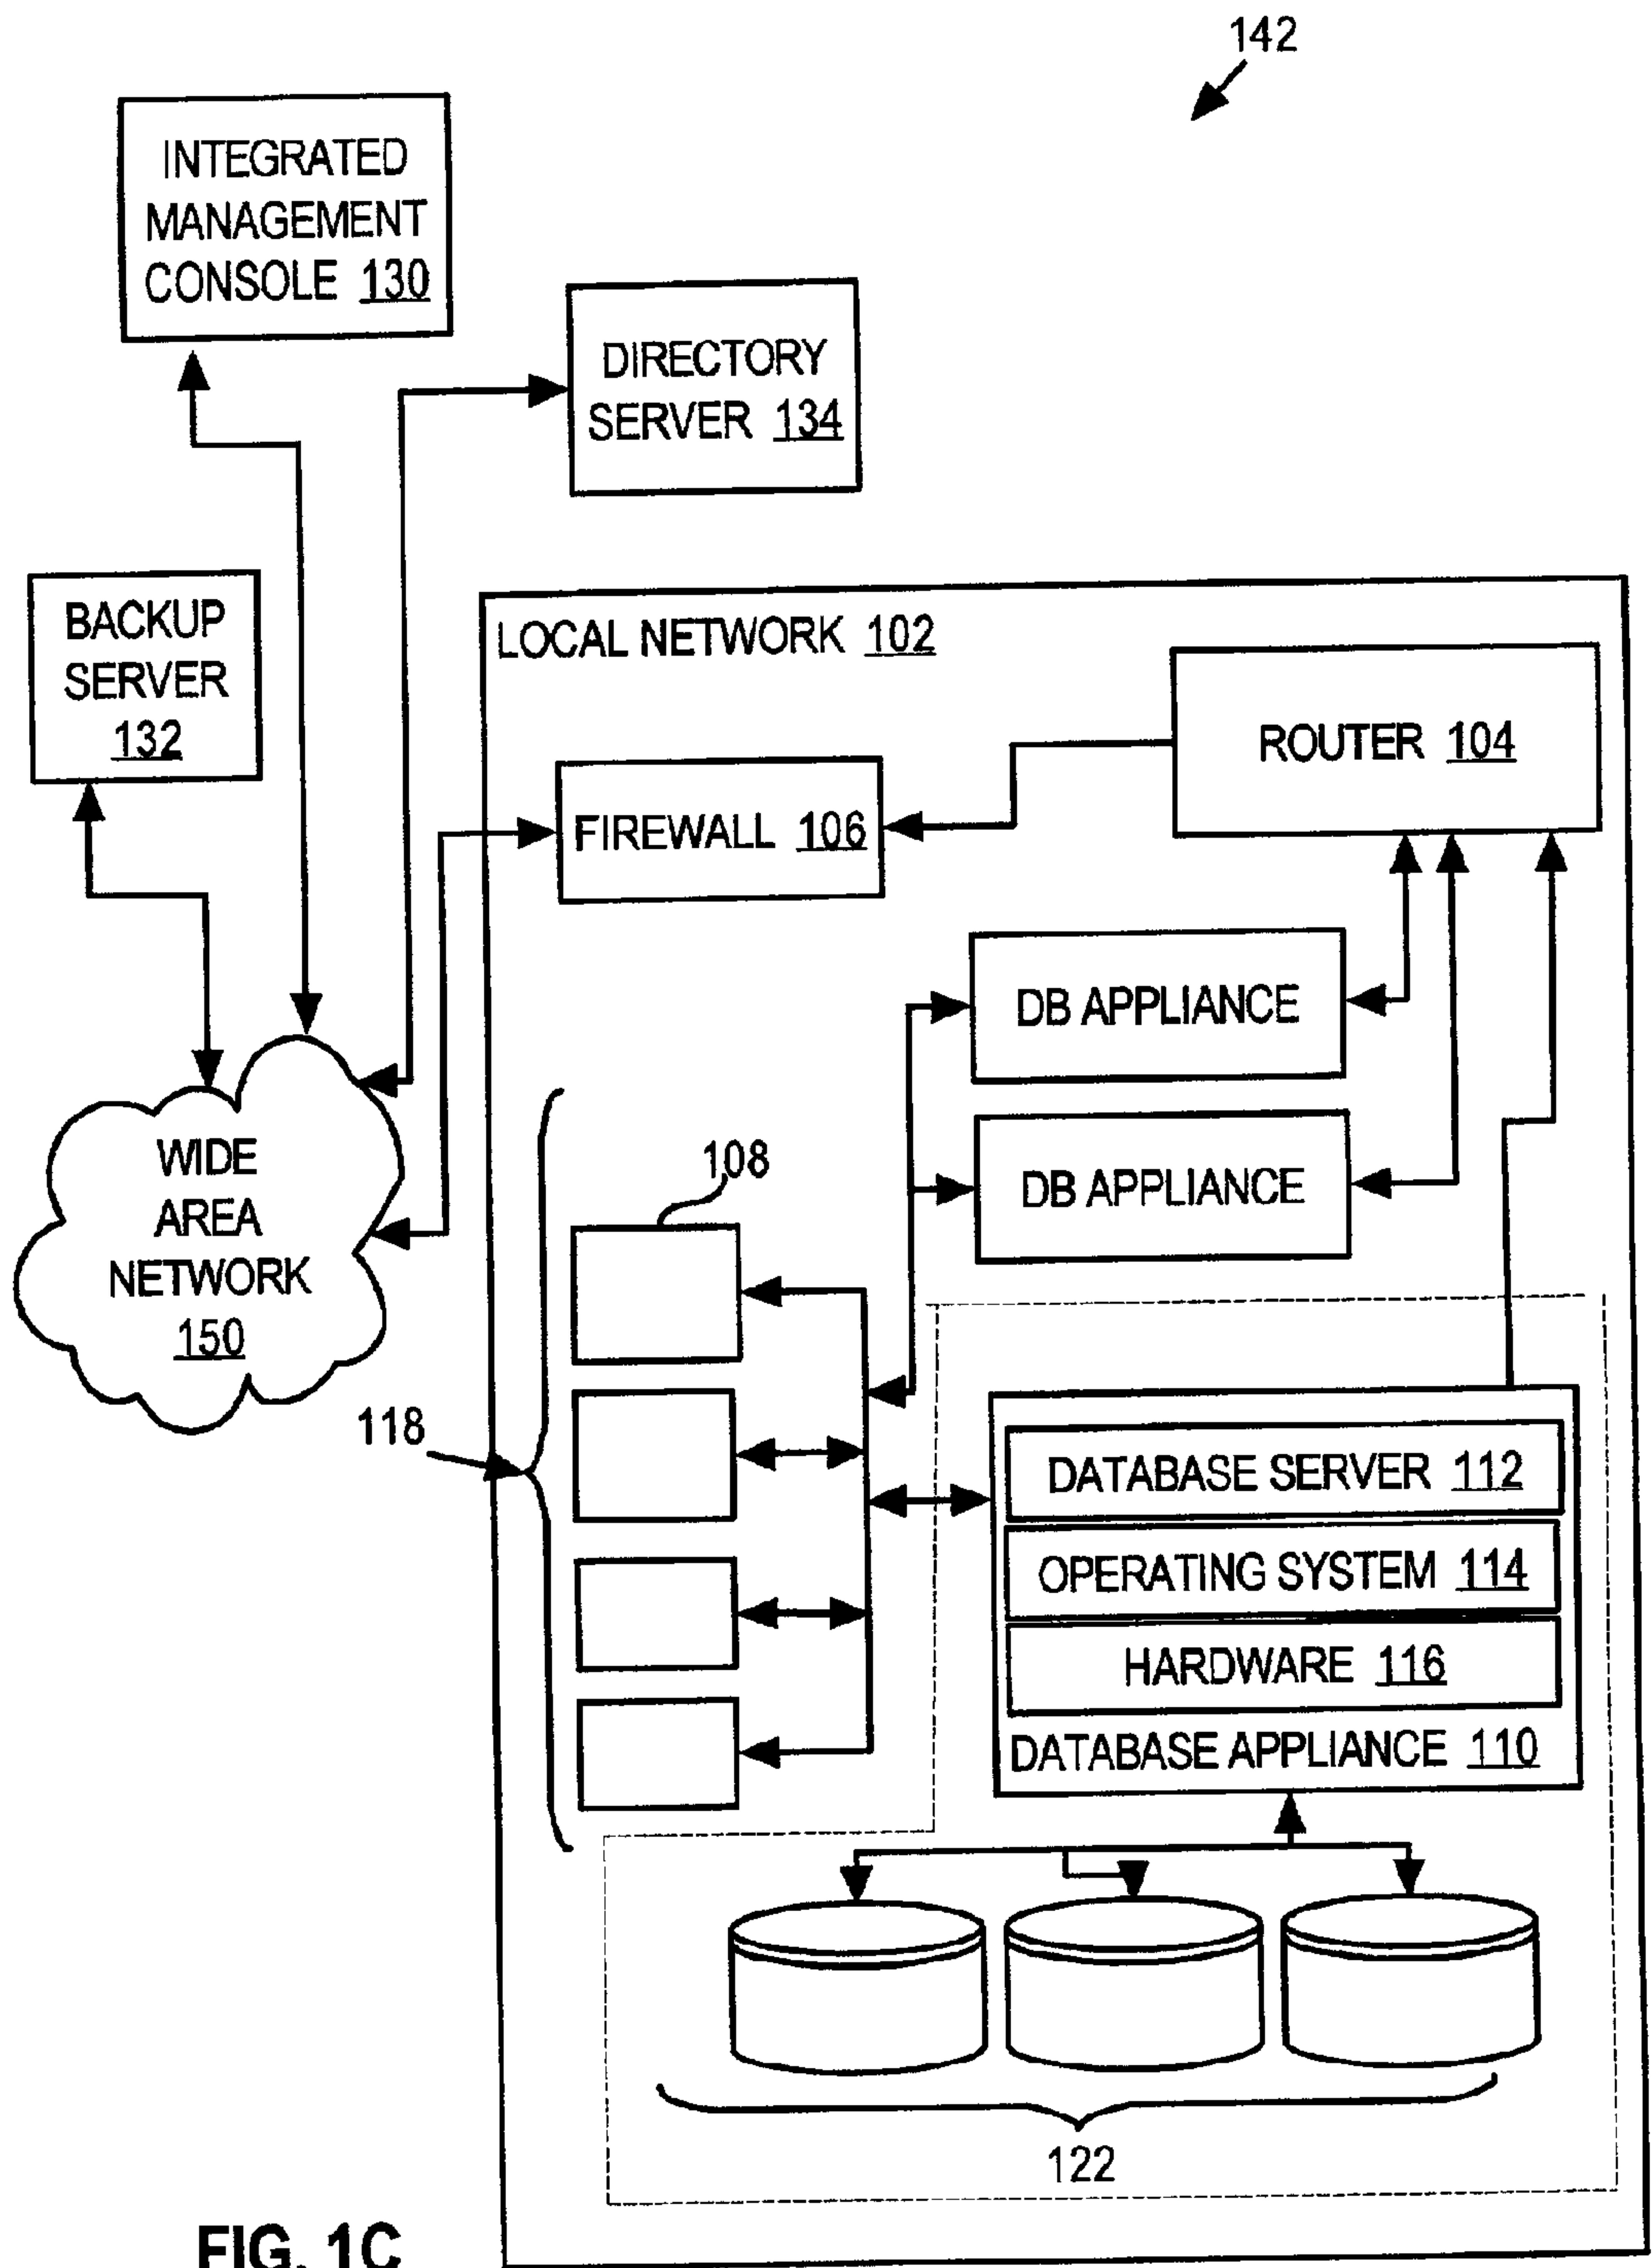 142
INTEGRATED
MANAGEMENT
CONSOLE 130
DIRECTORY
SERVER 134
BACKUP
SERVER
132
LOCAL NETWORK 102
ROUTER 104
FIREWALL 106
DB APPLIANCE
DB APPLIANCE
WIDE
AREA
NETWORK
150
108
118
DATABASE SERVER 112
OPERATING SYSTEM 114
HARDWARE 116
DATABASE APPLIANCE 110
122
FIG. 1C